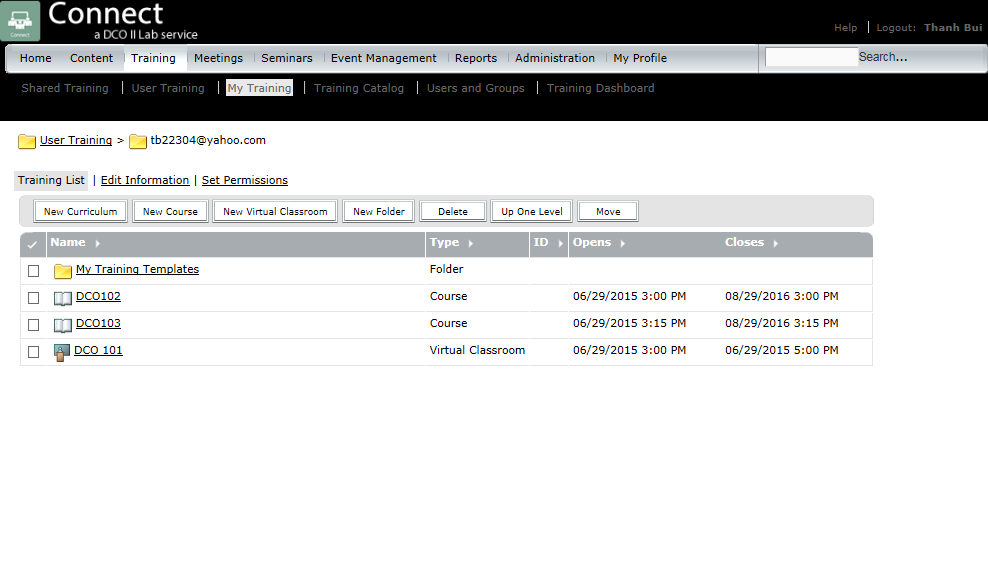 Connect
Connect
a DCO II Lab service
Help Logout: Thanh Bui
Home Content Training Meetings Seminars Event Management Reports Administration My Profile Search...
Shared Training User Training My Training Training Catalog Users and Groups Training Dashboard
User Training > tb22304@yahoo.com
Training List | Edit Information | Set Permissions
New Curriculum New Course New Virtual Classroom New Folder Delete Up One Level Move
Name Type ID Opens Closes
My Training Templates Folder
DCO102 Course 06/29/2015 3:00 PM 08/29/2016 3:00 PM
DCO103 Course 06/29/2015 3:15 PM 08/29/2016 3:15 PM
DCO 101 Virtual Classroom 06/29/2015 3:00 PM 06/29/2015 5:00 PM